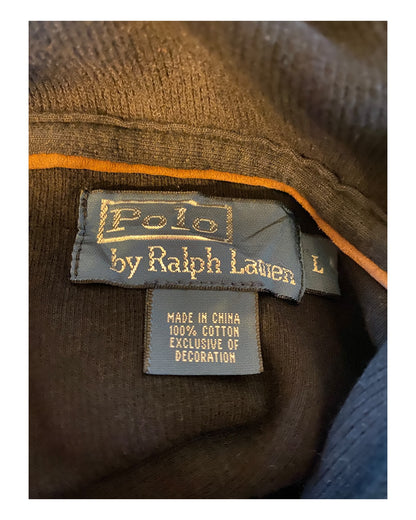 Polo
by Ralph Lauren
L
MADE IN CHINA
100% COTTON
EXCLUSIVE OF
DECORATION